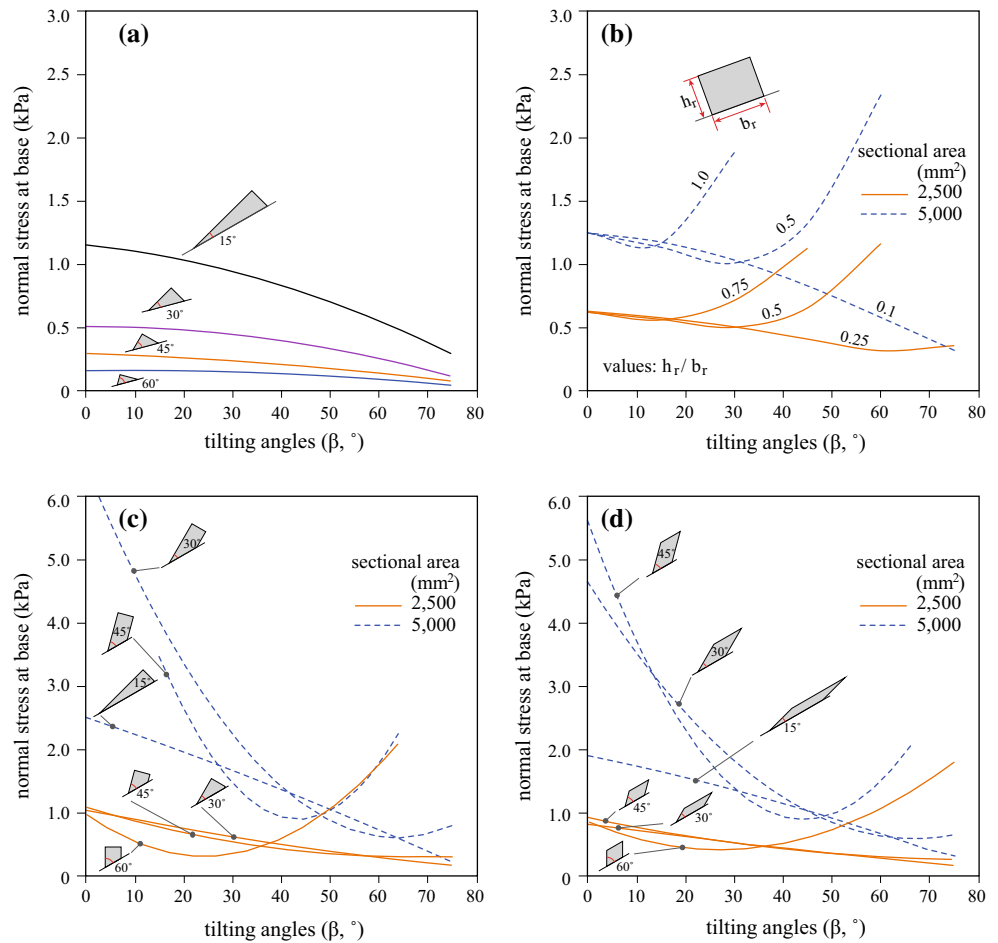 (a)
normal stress at base (kPa)
3.0
2.5
2.0
1.5
1.0
0.5
0
15°
30°
45°
60°
0 10 20 30 40 50 60 70 80
tilting angles (β, °)
(b)
normal stress at base (kPa)
3.0
2.5
2.0
1.5
1.0
0.5
0
hr
br
sectional area
(mm²)
2,500
5,000
1.0
0.5
0.75
0.5
0.1
0.25
values: hr / br
0 10 20 30 40 50 60 70 80
tilting angles (β, °)
(c)
normal stress at base (kPa)
6.0
5.0
4.0
3.0
2.0
1.0
0
30°
sectional area
(mm²)
2,500
5,000
45°
15°
45°
30°
60°
0 10 20 30 40 50 60 70 80
tilting angles (β, °)
(d)
normal stress at base (kPa)
6.0
5.0
4.0
3.0
2.0
1.0
0
45°
sectional area
(mm²)
2,500
5,000
30°
15°
45°
30°
60°
0 10 20 30 40 50 60 70 80
tilting angles (β, °)